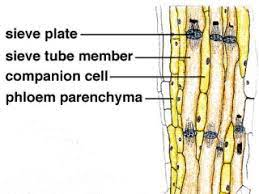 sieve plate
sieve tube member
companion cell
phloem parenchyma